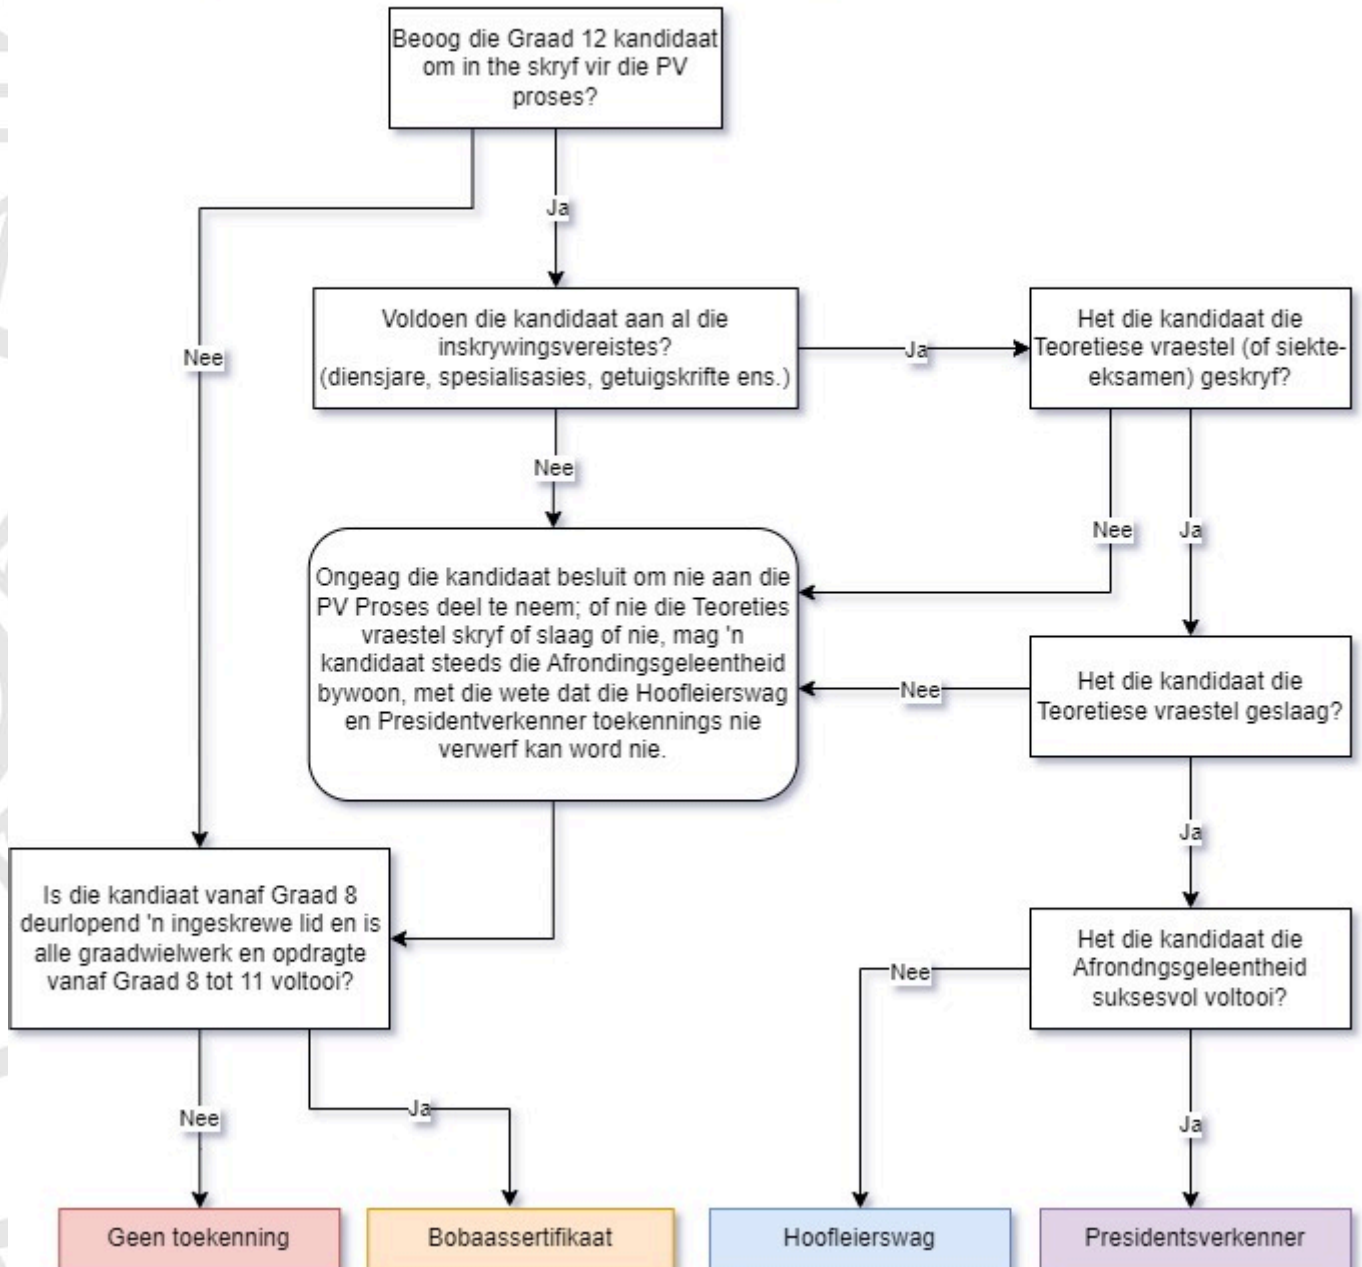 Beoog die Graad 12 kandidaat
om in the skryf vir die PV
proses?
Ja
Nee
Voldoen die kandidaat aan al die
inskrywingsvereistes?
(diensjare, spesialisasies, getuigskrifte ens.)
Ja
Het die kandidaat die
Teoretiese vraestel (of siekte-
eksamen) geskryf?
Nee
Nee
Ja
Ongeag die kandidaat besluit om nie aan die
PV Proses deel te neem; of nie die Teoreties
vraestel skryf of slaag of nie, mag 'n
kandidaat steeds die Afrondingsgeleentheid
bywoon, met die wete dat die Hoofleierswag
en Presidentverkenner toekennings nie
verwerf kan word nie.
Nee
Het die kandidaat die
Teoretiese vraestel geslaag?
Ja
Is die kandiaat vanaf Graad 8
deurlopend 'n ingeskrewe lid en is
alle graadwielwerk en opdragte
vanaf Graad 8 tot 11 voltooi?
Nee
Het die kandidaat die
Afrondngsgeleentheid
suksesvol voltooi?
Nee
Ja
Ja
Geen toekenning
Bobaassertifikaat
Hoofleierswag
Presidentsverkenner